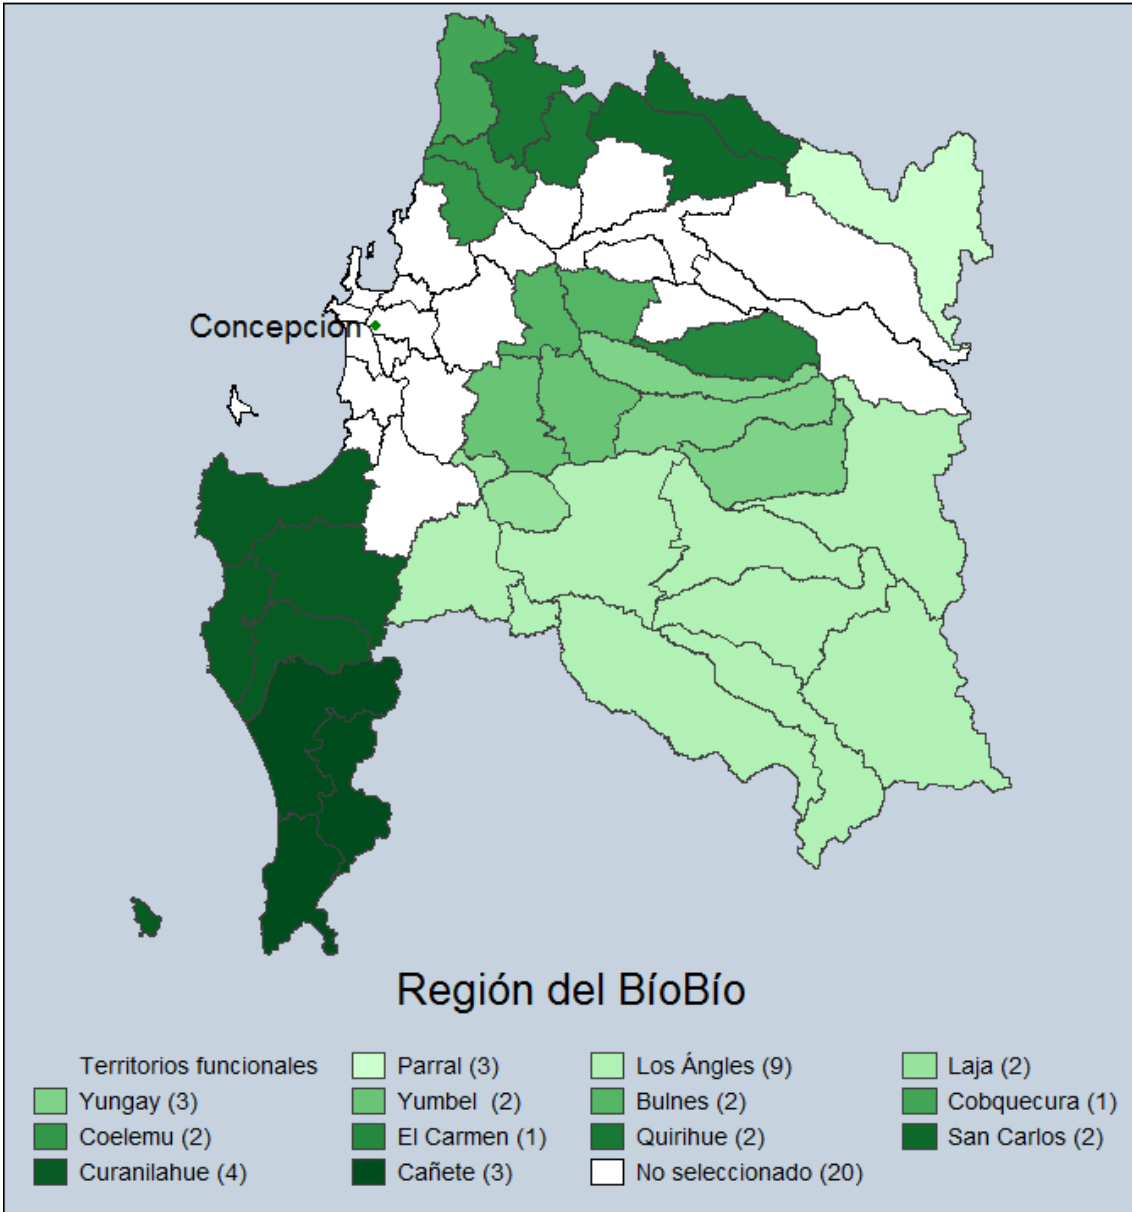 Concepción
Región del BíoBío
Territorios funcionales Parral (3) Los Ángles (9) Laja (2)
Yungay (3) Yumbel (2) Bulnes (2) Cobquecura (1)
Coelemu (2) El Carmen (1) Quirihue (2) San Carlos (2)
Curanilahue (4) Cañete (3) No seleccionado (20)